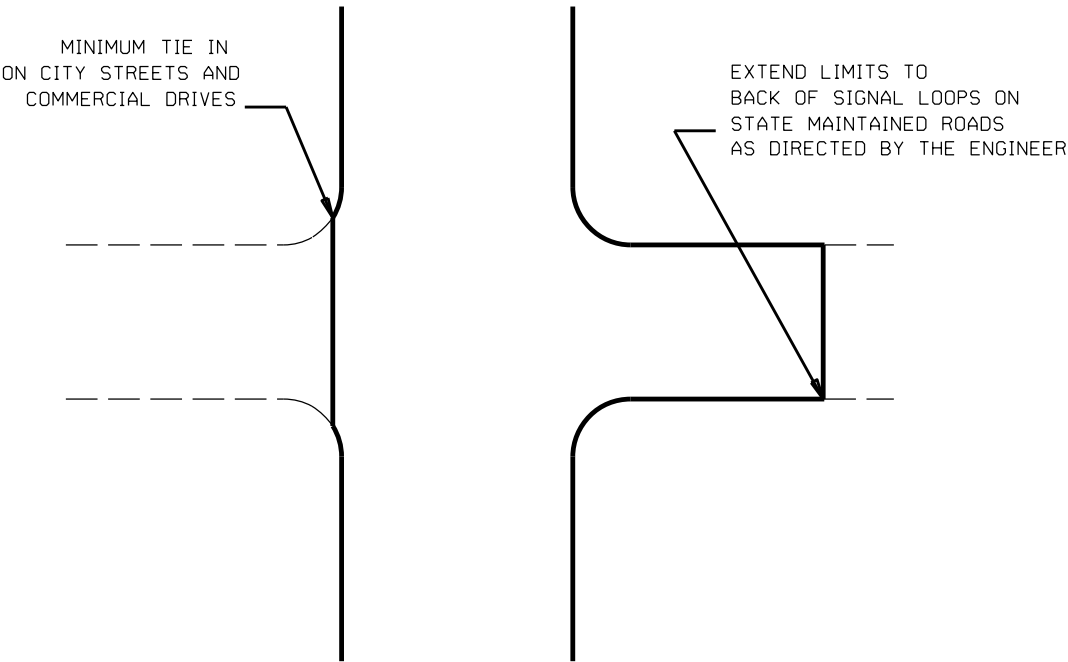 MINIMUM TIE IN
ON CITY STREETS AND
COMMERCIAL DRIVES
EXTEND LIMITS TO
BACK OF SIGNAL LOOPS ON
STATE MAINTAINED ROADS
AS DIRECTED BY THE ENGINEER